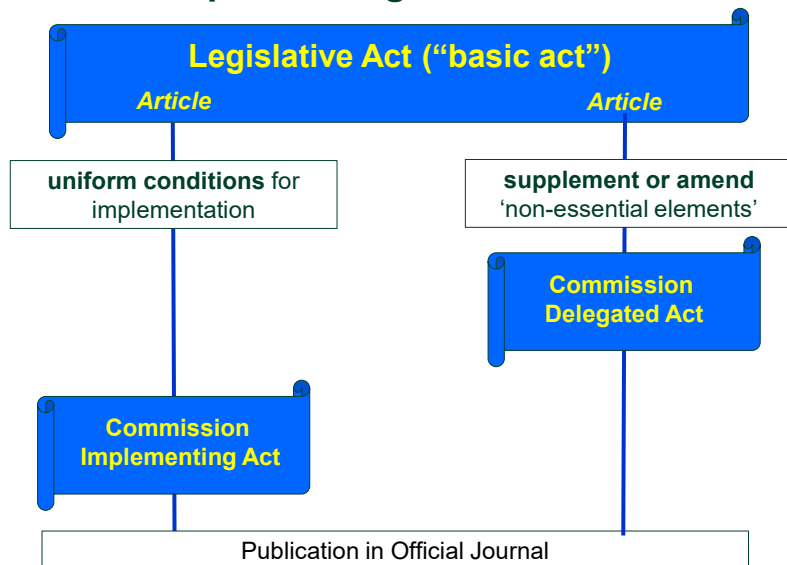 Legislative Act (“basic act”)
Article
Article
uniform conditions for
implementation
supplement or amend
‘non-essential elements’
Commission
Delegated Act
Commission
Implementing Act
Publication in Official Journal